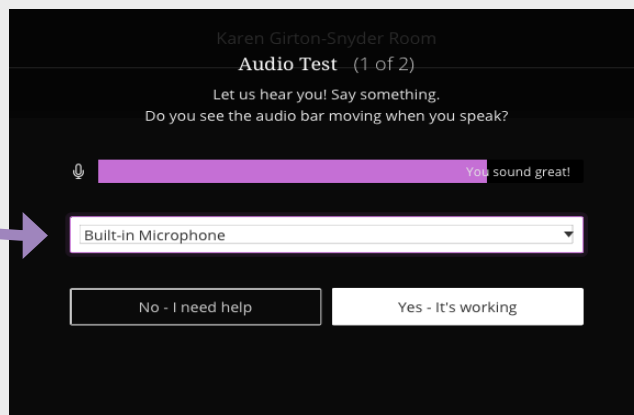 Karen Girton-Snyder Room
Audio Test (1 of 2)
Let us hear you! Say something.
Do you see the audio bar moving when you speak?
You sound great!
Built-in Microphone
No - I need help
Yes - It's working